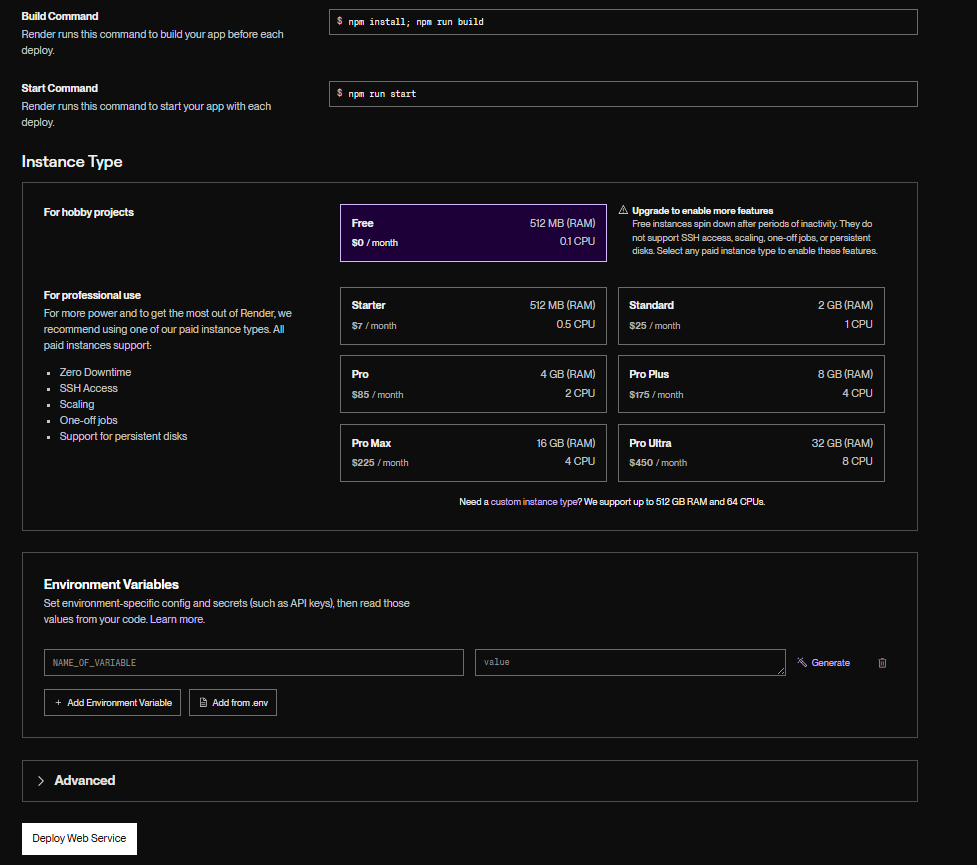 Build Command
Render runs this command to build your app before each
deploy.
$ npm install; npm run build
Start Command
Render runs this command to start your app with each
deploy.
$ npm run start
Instance Type
For hobby projects
Free
512 MB (RAM)
$0 / month
0.1 CPU
Upgrade to enable more features
Free instances spin down after periods of inactivity. They do
not support SSH access, scaling, one-off jobs, or persistent
disks. Select any paid instance type to enable these features.
For professional use
For more power and to get the most out of Render, we
recommend using one of our paid instance types. All
paid instances support:
Zero Downtime
SSH Access
Scaling
One-off jobs
Support for persistent disks
Starter
512 MB (RAM)
$7 / month
0.5 CPU
Standard
2 GB (RAM)
$25 / month
1 CPU
Pro
4 GB (RAM)
$85 / month
2 CPU
Pro Plus
8 GB (RAM)
$175 / month
4 CPU
Pro Max
16 GB (RAM)
$225 / month
4 CPU
Pro Ultra
32 GB (RAM)
$450 / month
8 CPU
Need a custom instance type? We support up to 512 GB RAM and 64 CPUs.
Environment Variables
Set environment-specific config and secrets (such as API keys), then read those
values from your code. Learn more.
NAME_OF_VARIABLE
value
Generate
+ Add Environment Variable
Add from .env
Advanced
Deploy Web Service